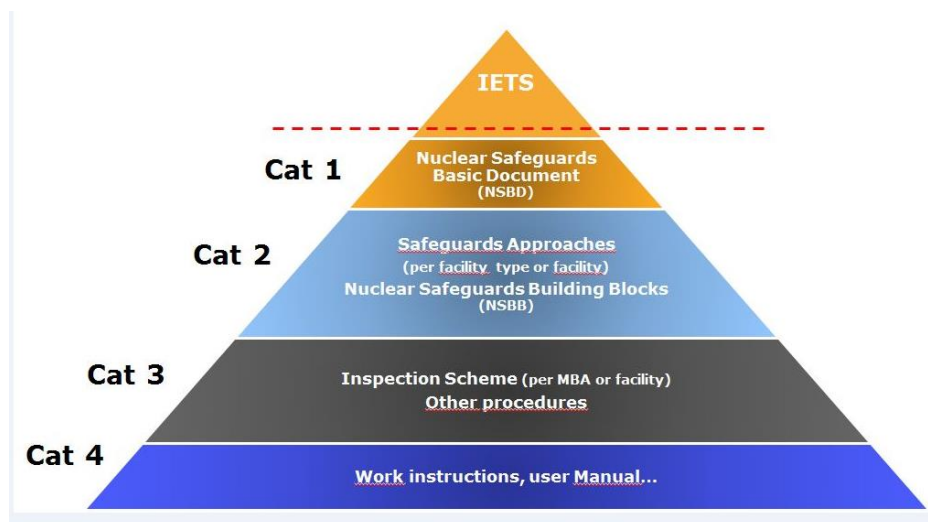 IETS
Cat 1
Nuclear Safeguards
Basic Document
(NSBD)
Cat 2
Safeguards Approaches
(per facility type or facility)
Nuclear Safeguards Building Blocks
(NSBB)
Cat 3
Inspection Scheme (per MBA or facility)
Other procedures
Cat 4
Work instructions, user Manual...